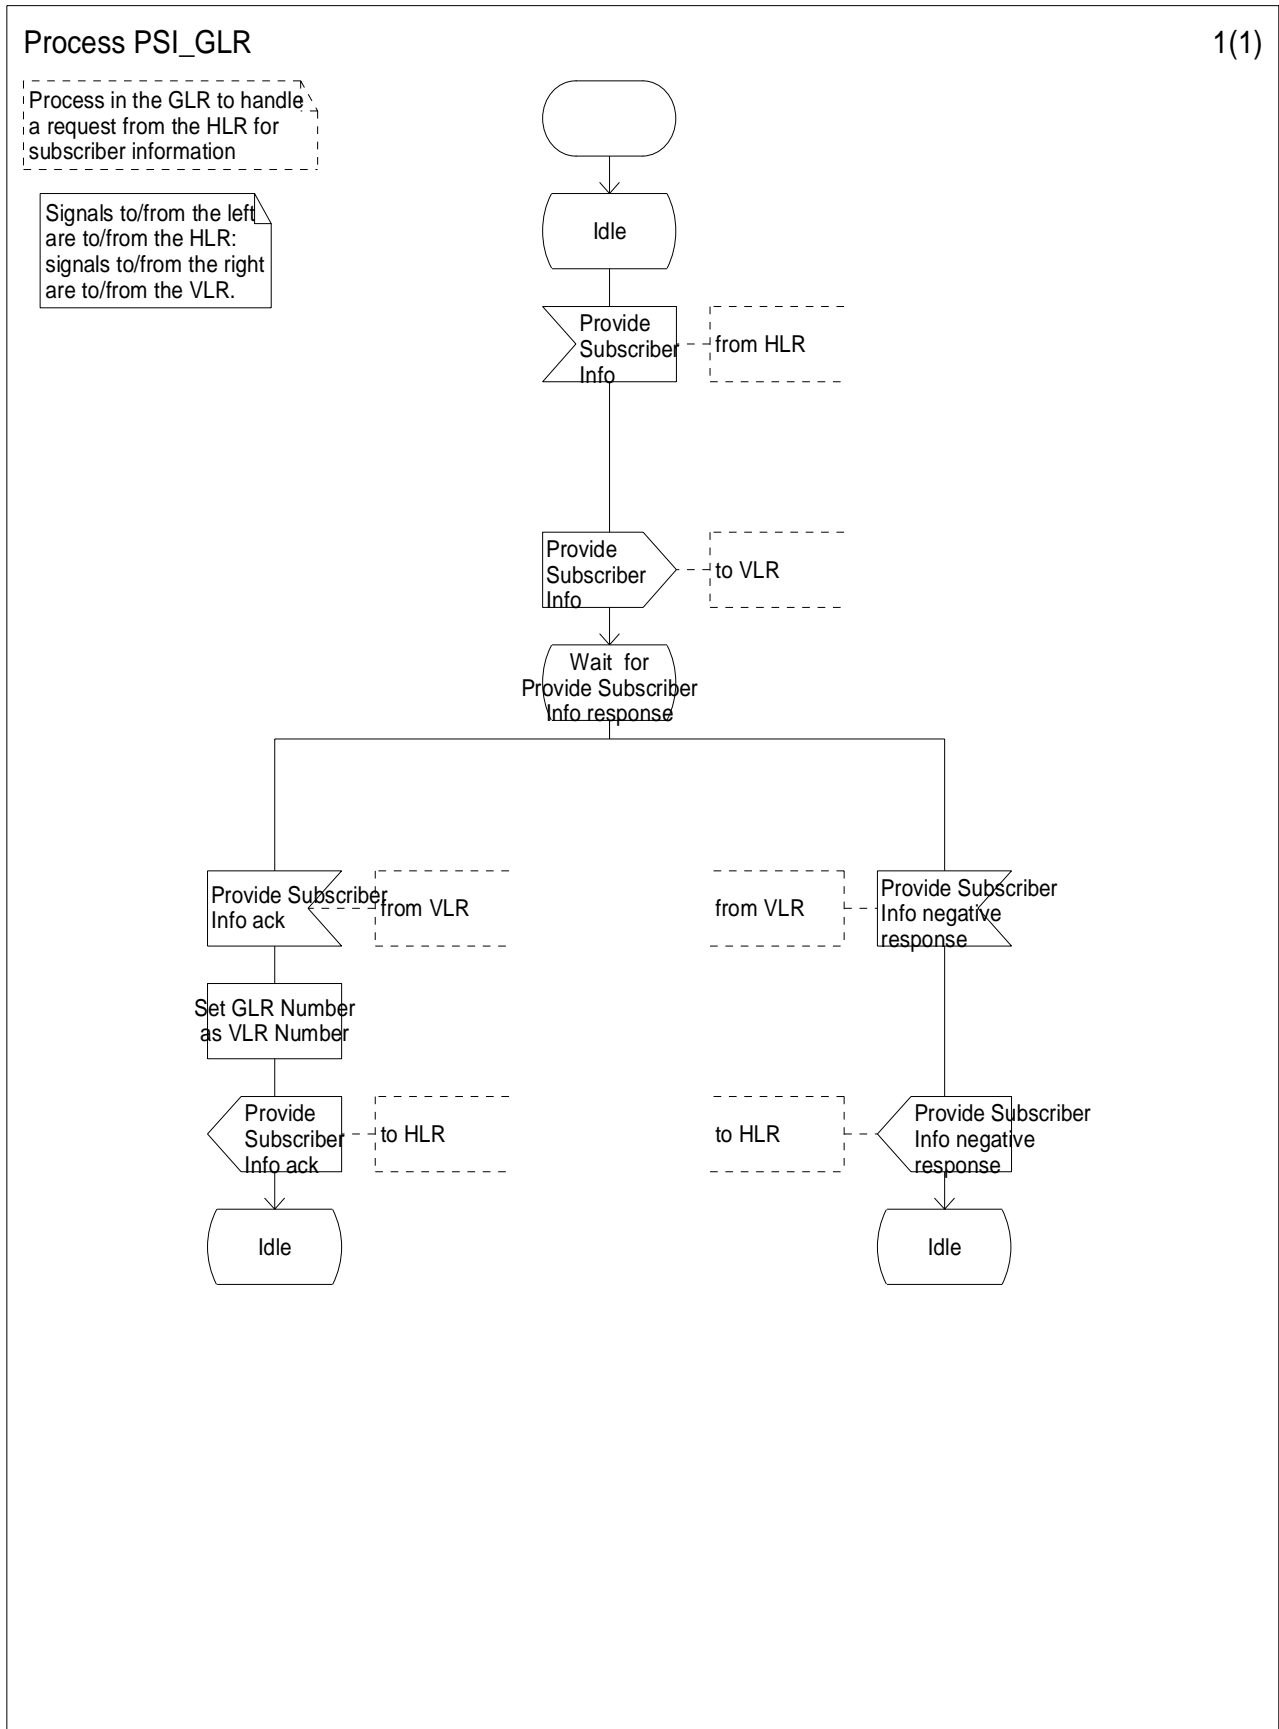 Process PSI_GLR
1(1)
Process in the GLR to handle
a request from the HLR for
subscriber information
Signals to/from the left
are to/from the HLR:
signals to/from the right
are to/from the VLR.
Idle
Provide
Subscriber
Info
from HLR
Provide
Subscriber
Info
to VLR
Wait for
Provide Subscriber
Info response
Provide Subscriber
Info ack
from VLR
from VLR
Provide Subscriber
Info negative
response
Set GLR Number
as VLR Number
Provide
Subscriber
Info ack
to HLR
to HLR
Provide Subscriber
Info negative
response
Idle
Idle